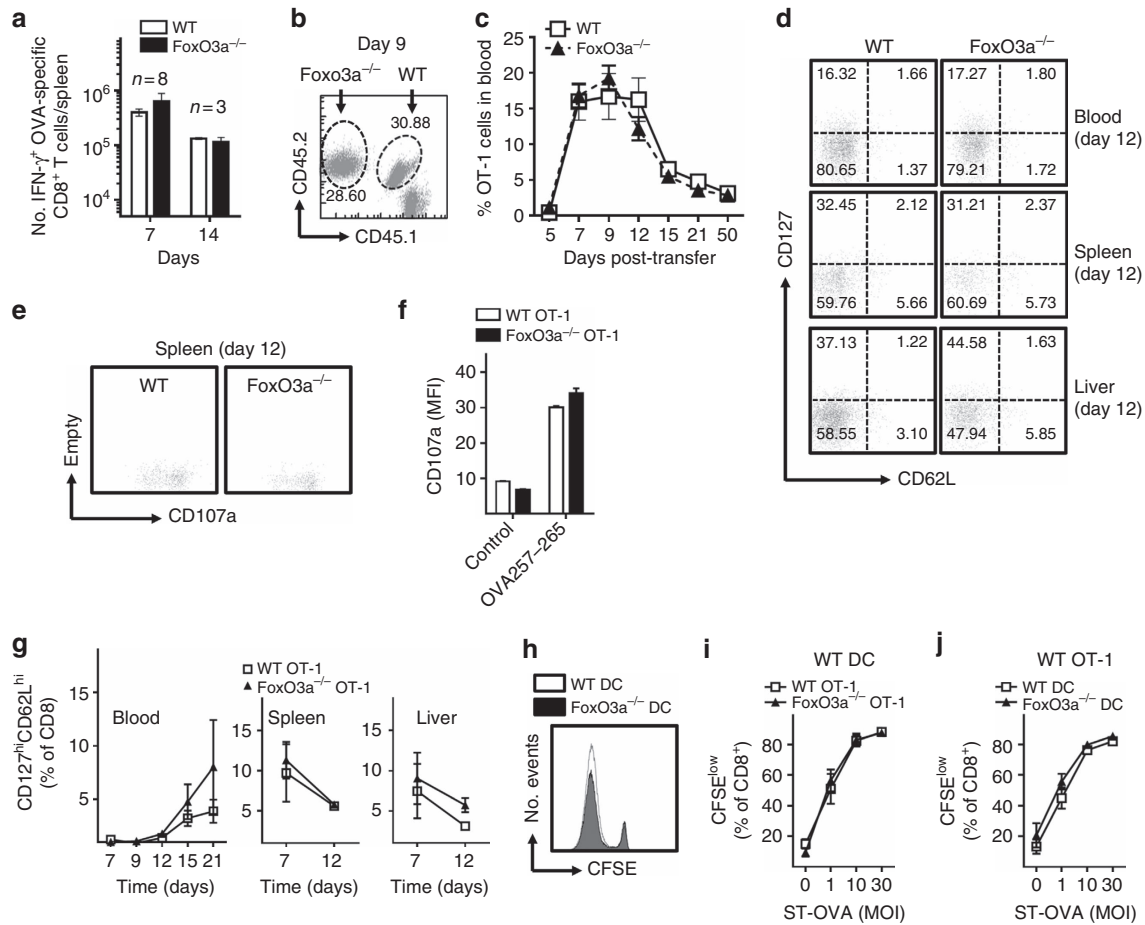 a
WT
FoxO3a–/–
No. IFN-γ+ OVA-specific
CD8+ T cells/spleen
10^6
10^5
10^4
n=8
n=3
7 14
Days
b
Day 9
Foxo3a–/– WT
30.88
28.60
CD45.2
CD45.1
c
WT
FoxO3a–/–
% OT-1 cells in blood
25
20
15
10
5
0
5 7 9 12 15 21 50
Days post-transfer
d
WT FoxO3a–/–
16.32 1.66 17.27 1.80
80.65 1.37 79.21 1.72
Blood
(day 12)
32.45 2.12 31.21 2.37
59.76 5.66 60.69 5.73
Spleen
(day 12)
37.13 1.22 44.58 1.63
58.55 3.10 47.94 5.85
Liver
(day 12)
CD127
CD62L
e
Spleen (day 12)
WT FoxO3a–/–
Empty
CD107a
f
WT OT-1
FoxO3a–/– OT-1
CD107a (MFI)
40
30
20
10
Control
OVA257–265
g
WT OT-1
FoxO3a–/– OT-1
CD127hiCD62Lhi
(% of CD8)
Blood
15
10
5
7 9 12 15 21
Time (days)
Spleen
15
10
5
7 12
Time (days)
Liver
15
10
5
7 12
Time (days)
h
WT DC
FoxO3a–/– DC
No. events
CFSE
i
WT DC
WT OT-1
FoxO3a–/– OT-1
CFSElow
(% of CD8+)
80
60
40
20
0 1 10 30
ST-OVA (MOI)
j
WT OT-1
WT DC
FoxO3a–/– DC
CFSElow
(% of CD8+)
80
60
40
20
0 1 10 30
ST-OVA (MOI)